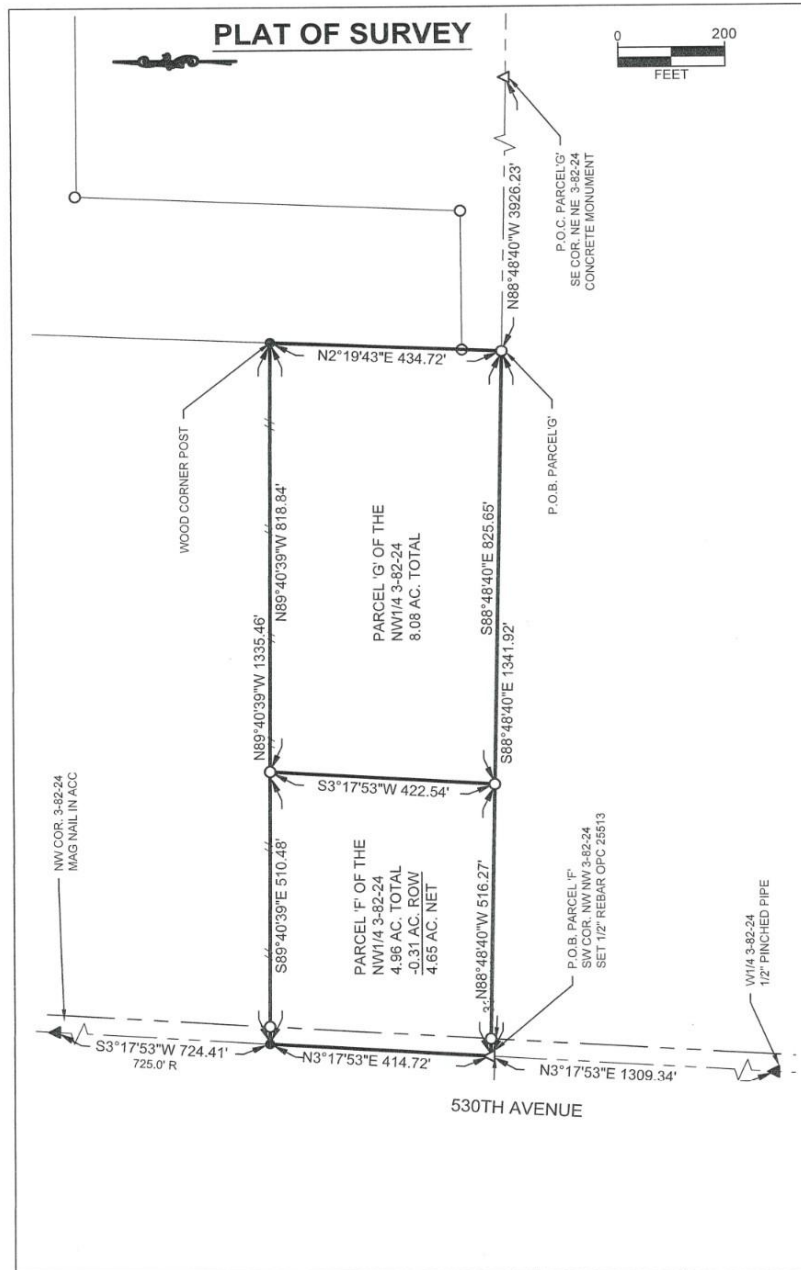 PLAT OF SURVEY
0 200
FEET
P.O.C. PARCEL'G'
SE COR. NE NE 3-82-24
CONCRETE MONUMENT
N88°48'40"W 3926.23'
N2°19'43"E 434.72'
WOOD CORNER POST
P.O.B. PARCEL'G'
N89°40'39"W 818.84'
N89°40'39"W 1335.46'
PARCEL 'G' OF THE
NW1/4 3-82-24
8.08 AC. TOTAL
S88°48'40"E 825.65'
S88°48'40"E 1341.92'
S3°17'53"W 422.54'
NW COR. 3-82-24
MAG NAIL IN ACC
S89°40'39"E 510.48'
PARCEL 'F' OF THE
NW1/4 3-82-24
4.96 AC. TOTAL
-0.31 AC. ROW
4.65 AC. NET
N88°48'40"W 516.27'
P.O.B. PARCEL 'F'
SW COR. NW NW 3-82-24
SET 1/2" REBAR OPC 25513
W1/4 3-82-24
1/2" PINCHED PIPE
S3°17'53"W 724.41'
725.0' R
N3°17'53"E 414.72'
N3°17'53"E 1309.34'
530TH AVENUE